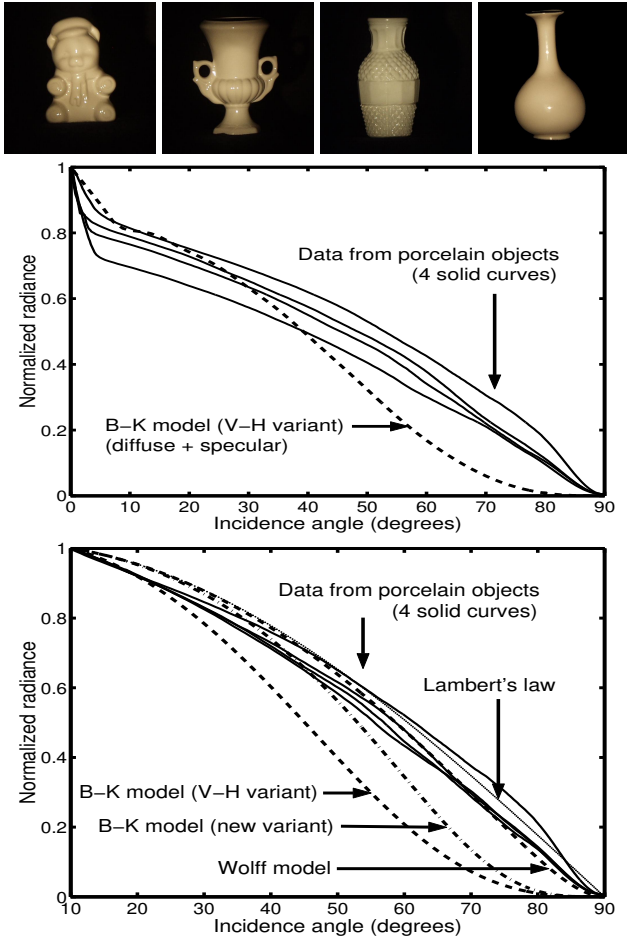 1
0.8
0.6
0.4
0.2
0
Normalized radiance
Data from porcelain objects
(4 solid curves)
B–K model (V–H variant)
(diffuse + specular)
0 10 20 30 40 50 60 70 80 90
Incidence angle (degrees)
1
0.8
0.6
0.4
0.2
0
Normalized radiance
Data from porcelain objects
(4 solid curves)
Lambert's law
B–K model (V–H variant)
B–K model (new variant)
Wolff model
10 20 30 40 50 60 70 80 90
Incidence angle (degrees)